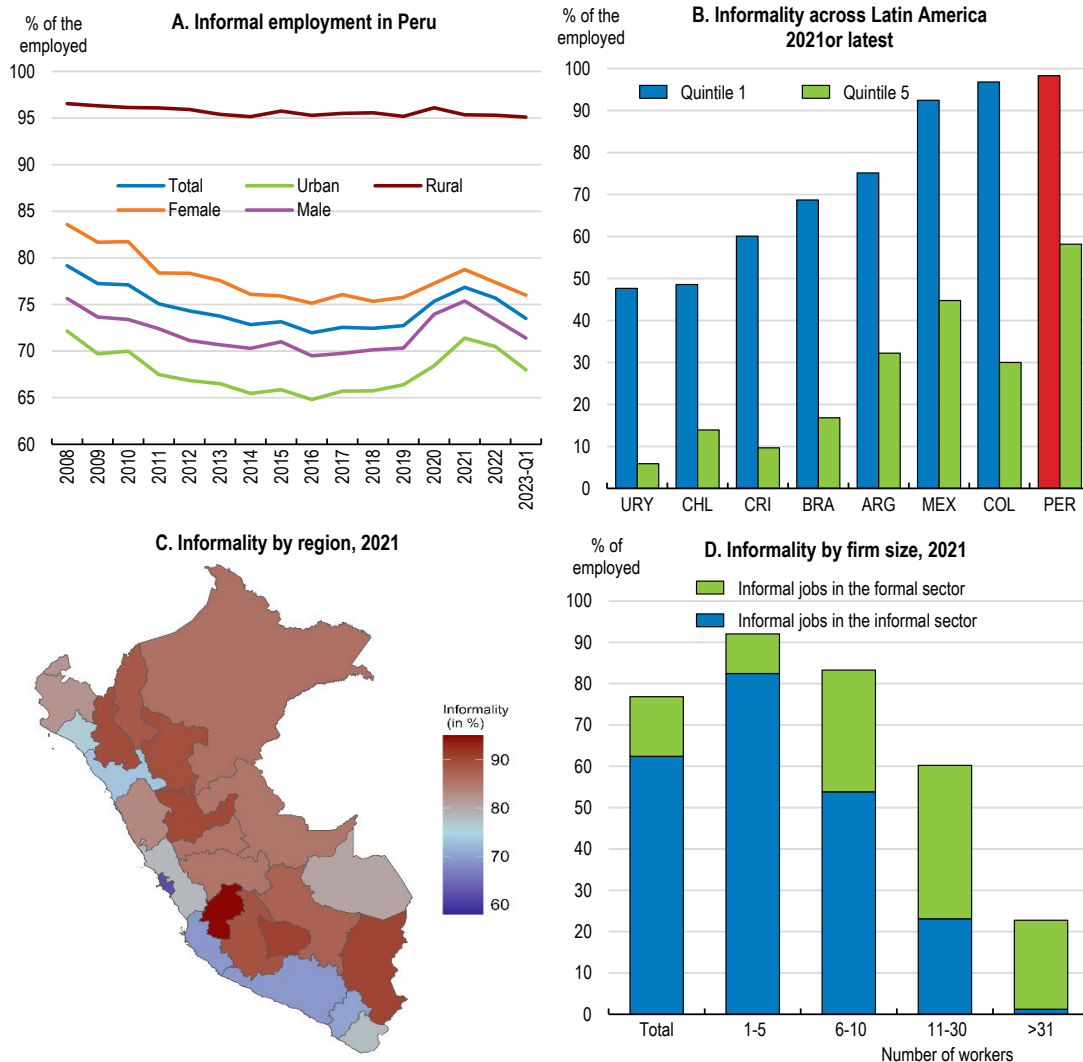 % of the
employed
A. Informal employment in Peru
100
95
90
85
80
75
70
65
60
Total
Urban
Rural
Female
Male
2008
2009
2010
2011
2012
2013
2014
2015
2016
2017
2018
2019
2020
2021
2022
2023-Q1
% of the
employed
B. Informality across Latin America
2021or latest
100
90
80
70
60
50
40
30
20
10
0
Quintile 1
Quintile 5
URY
CHL
CRI
BRA
ARG
MEX
COL
PER
C. Informality by region, 2021
Informality
(in %)
90
80
70
60
% of
employed
D. Informality by firm size, 2021
Informal jobs in the formal sector
Informal jobs in the informal sector
100
90
80
70
60
50
40
30
20
10
0
Total
1-5
6-10
11-30
>31
Number of workers